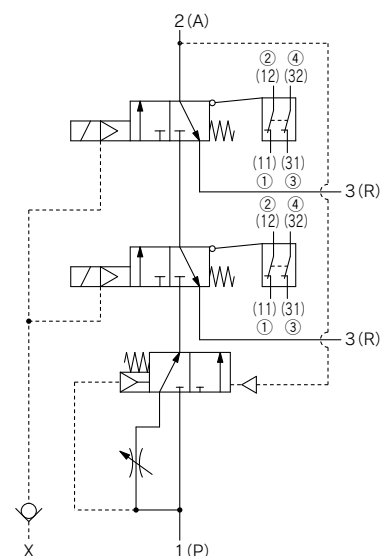 2(A)
② ④
(12) (32)
(11) (31)
① ③
3(R)
② ④
(12) (32)
(11) (31)
① ③
3(R)
X
1(P)